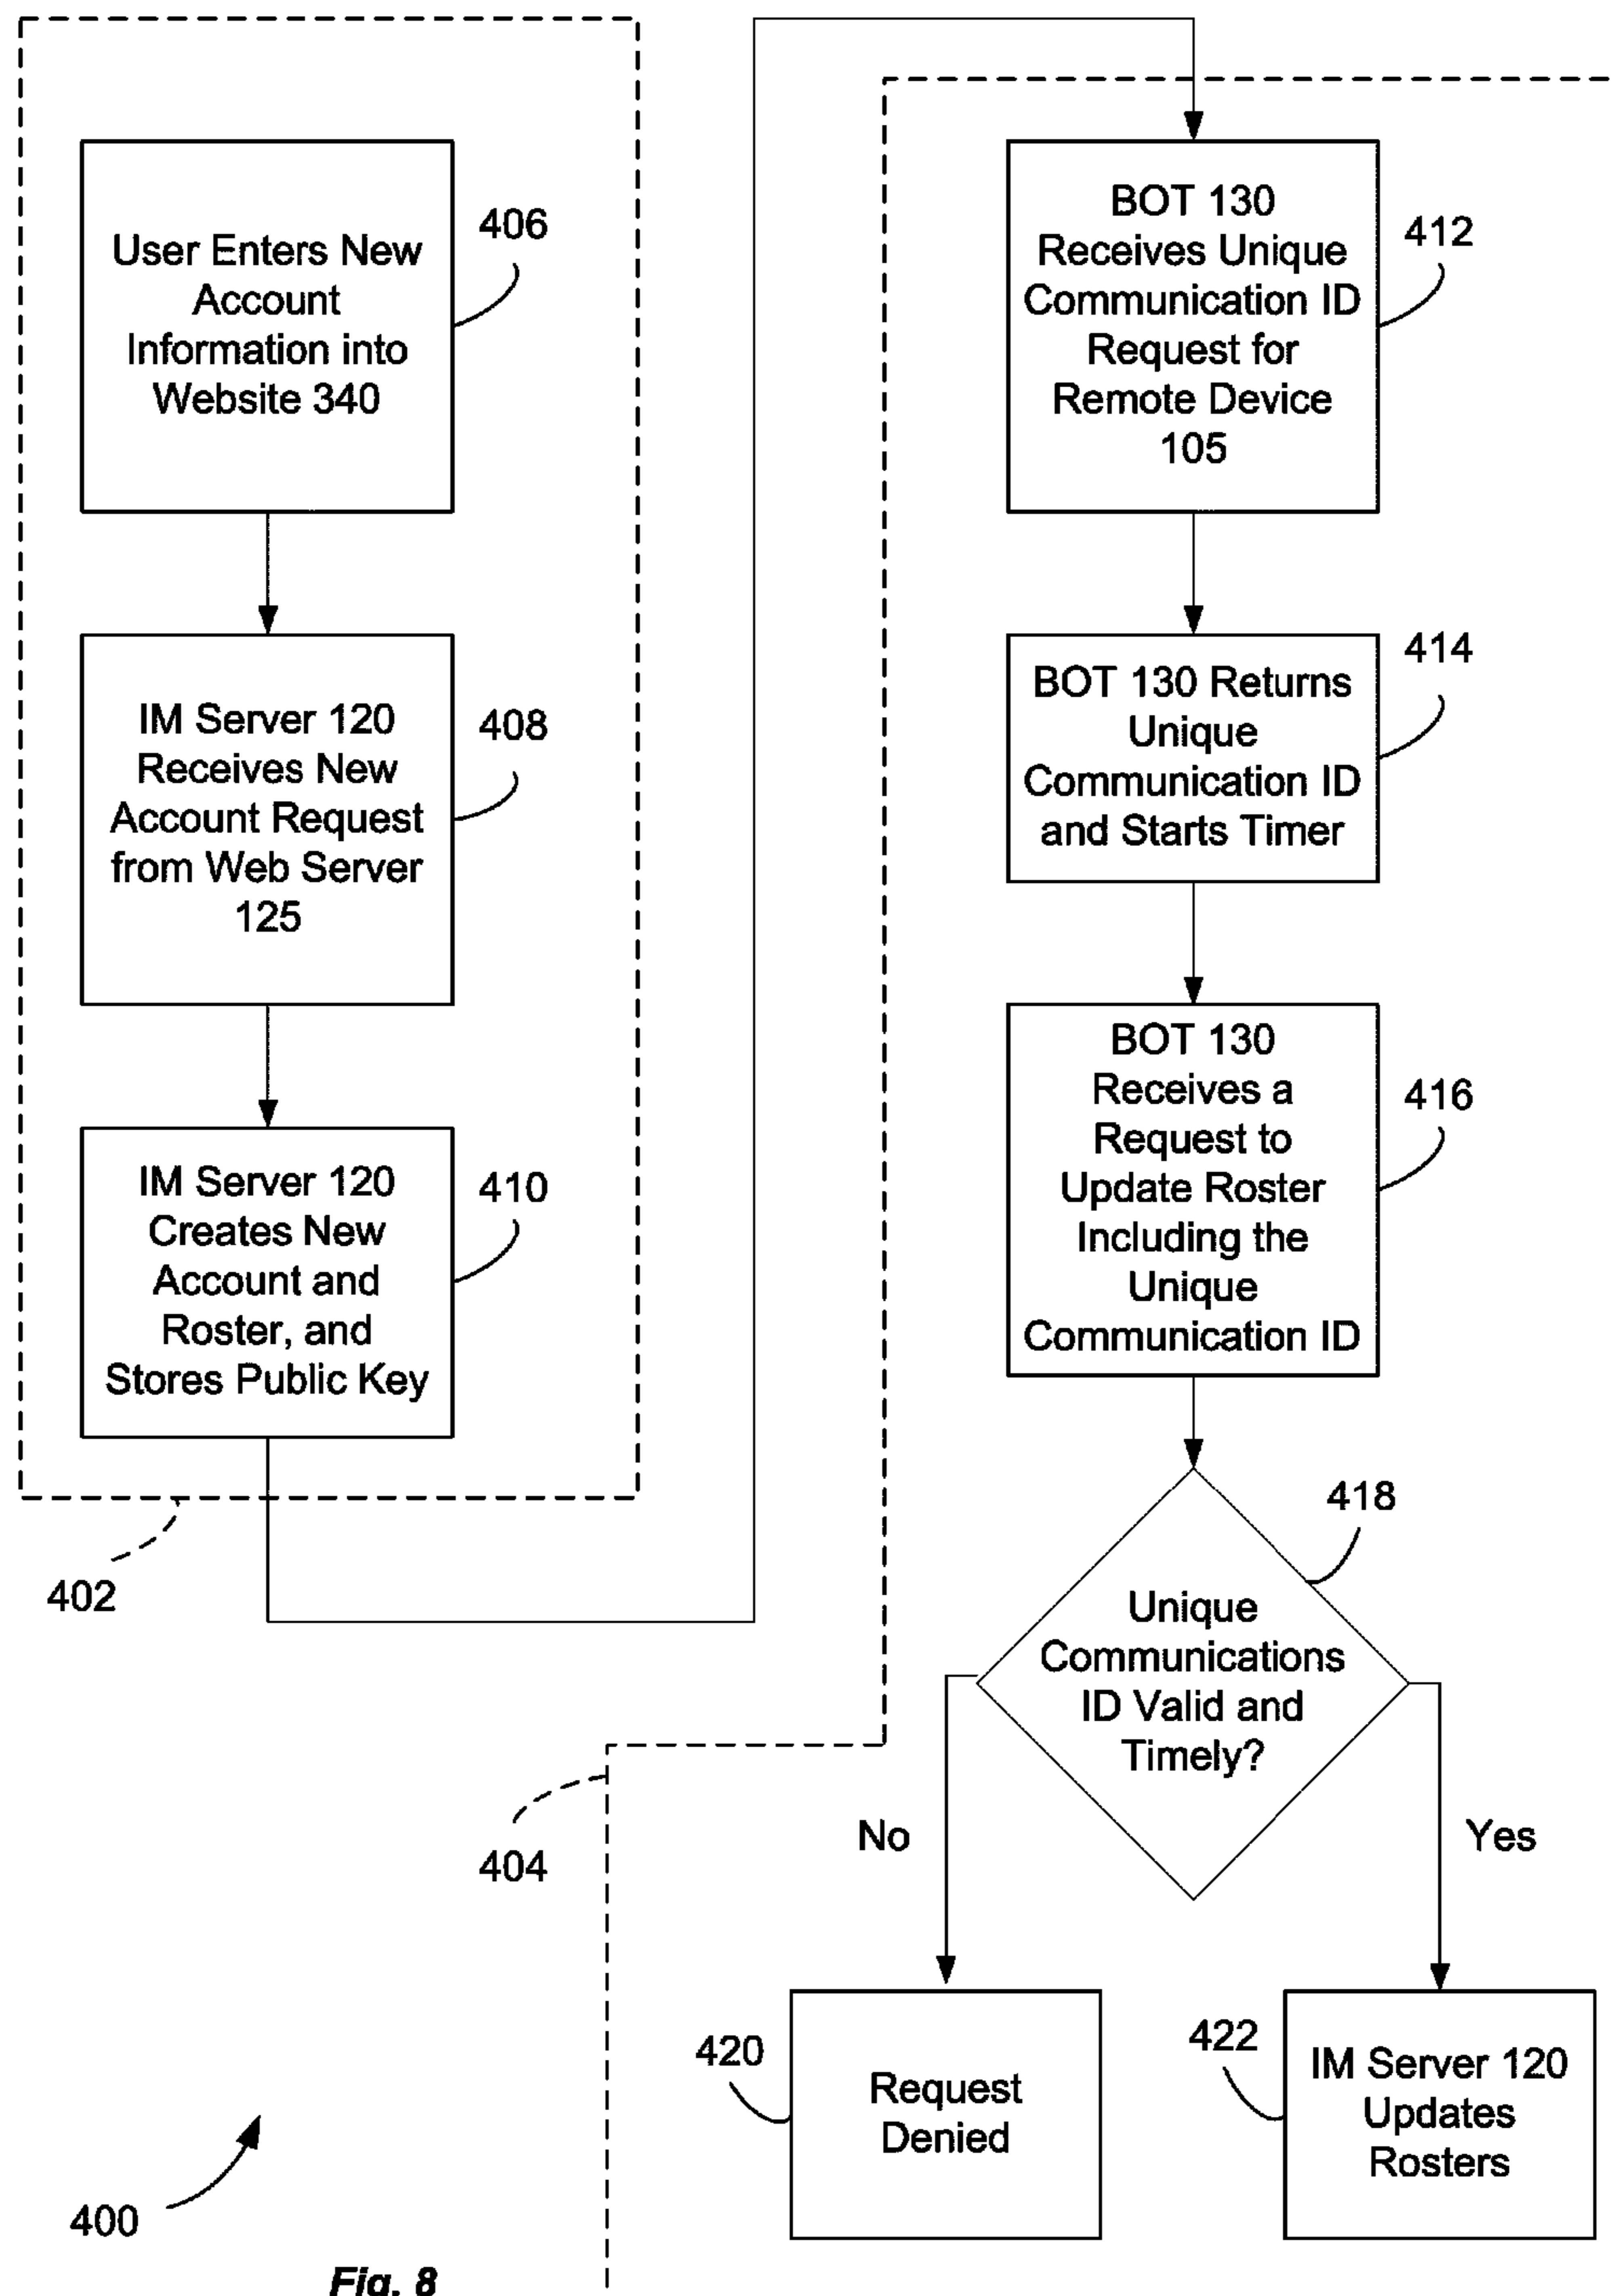 User Enters New
Account
Information into
Website 340
406
IM Server 120
Receives New
Account Request
from Web Server
125
408
IM Server 120
Creates New
Account and
Roster, and
Stores Public Key
410
402
BOT 130
Receives Unique
Communication ID
Request for
Remote Device
105
412
BOT 130 Returns
Unique
Communication ID
and Starts Timer
414
BOT 130
Receives a
Request to
Update Roster
Including the
Unique
Communication ID
416
Unique
Communications
ID Valid and
Timely?
418
404
No
Yes
Request
Denied
420
IM Server 120
Updates
Rosters
422
400
Fig. 8